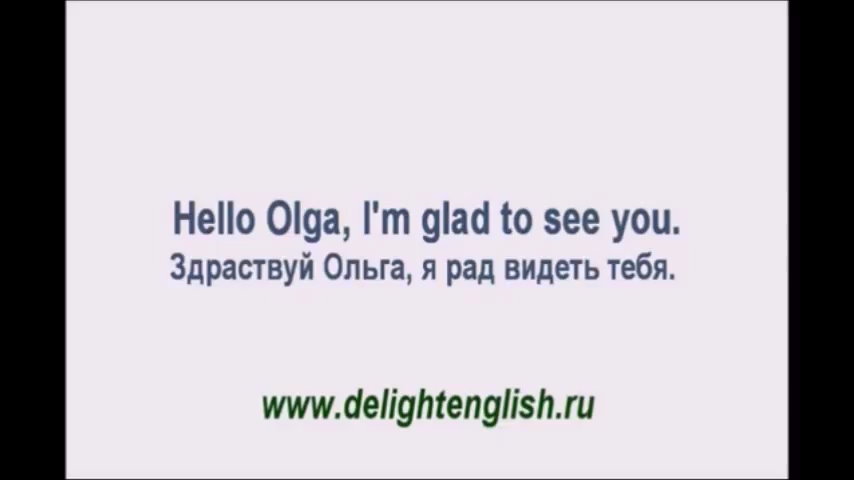 Hello Olga, I'm glad to see you.
Здраствуй Ольга, я рад видеть тебя.
www.delightenglish.ru